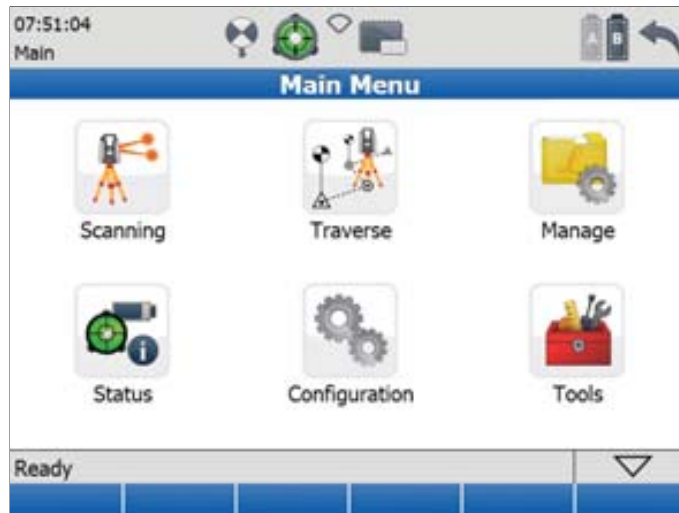 07:51:04
Main
A B
Main Menu
Scanning Traverse Manage
Status Configuration Tools
Ready